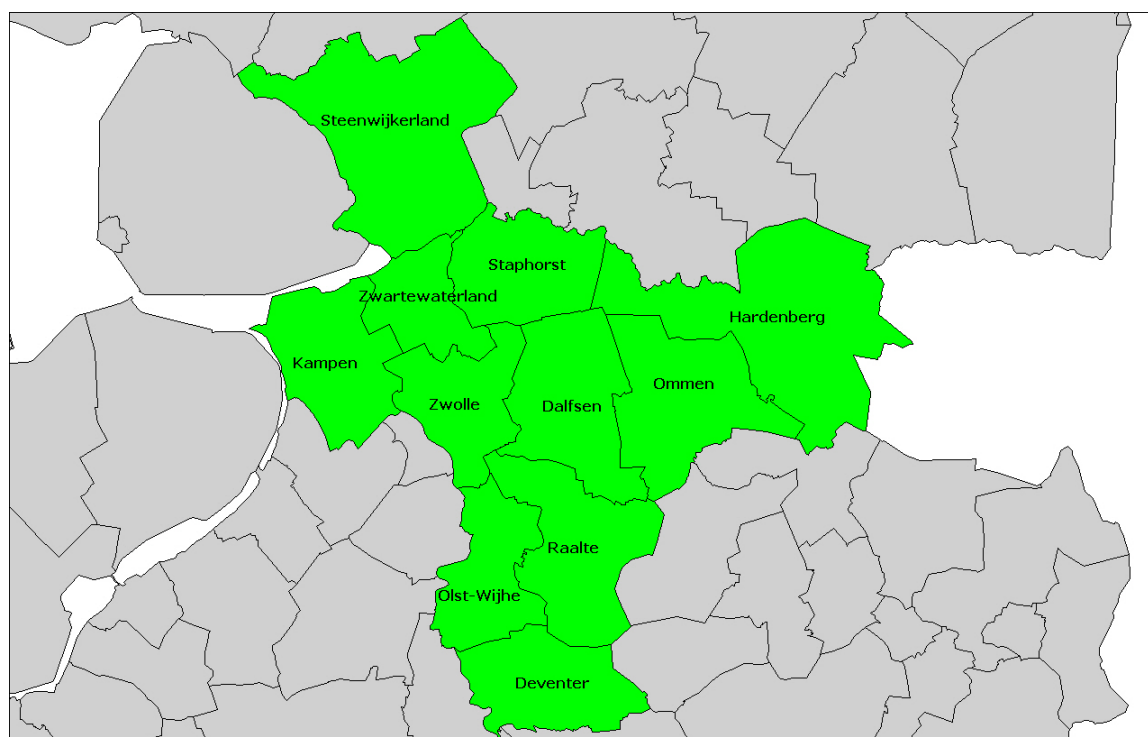 Steenwijkerland
Staphorst
Zwartewaterland
Hardenberg
Kampen
Ommen
Zwolle
Dalfsen
Raalte
Olst-Wijhe
Deventer